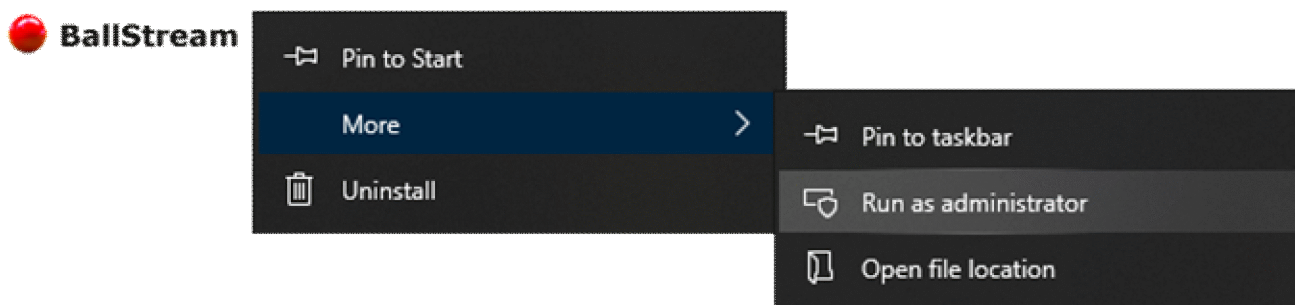 BallStream
Pin to Start
More
Uninstall
Pin to taskbar
Run as administrator
Open file location